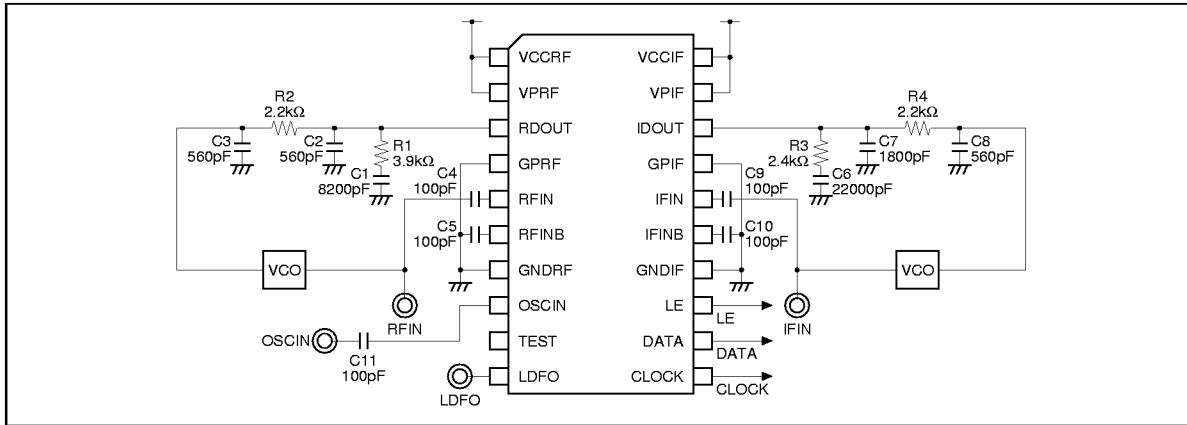 VCCRF VCCIF
VPRF VPIF
R2
2.2kΩ
R4
2.2kΩ
RDOUT IDOUT
C3
560pF
C2
560pF
R1
3.9kΩ
R3
2.4kΩ
C7
1800pF
C8
560pF
GPRF GPIF
C1
8200pF
C4
100pF
C9
100pF
C6
22000pF
RFIN IFIN
C5
100pF
RFINB IFINB
C10
100pF
VCO
GNDRF GNDIF
VCO
RFIN
OSCIN LE
LE
IFIN
OSCIN
C11
100pF
TEST DATA
DATA
LDFO
LDFO CLOCK
CLOCK